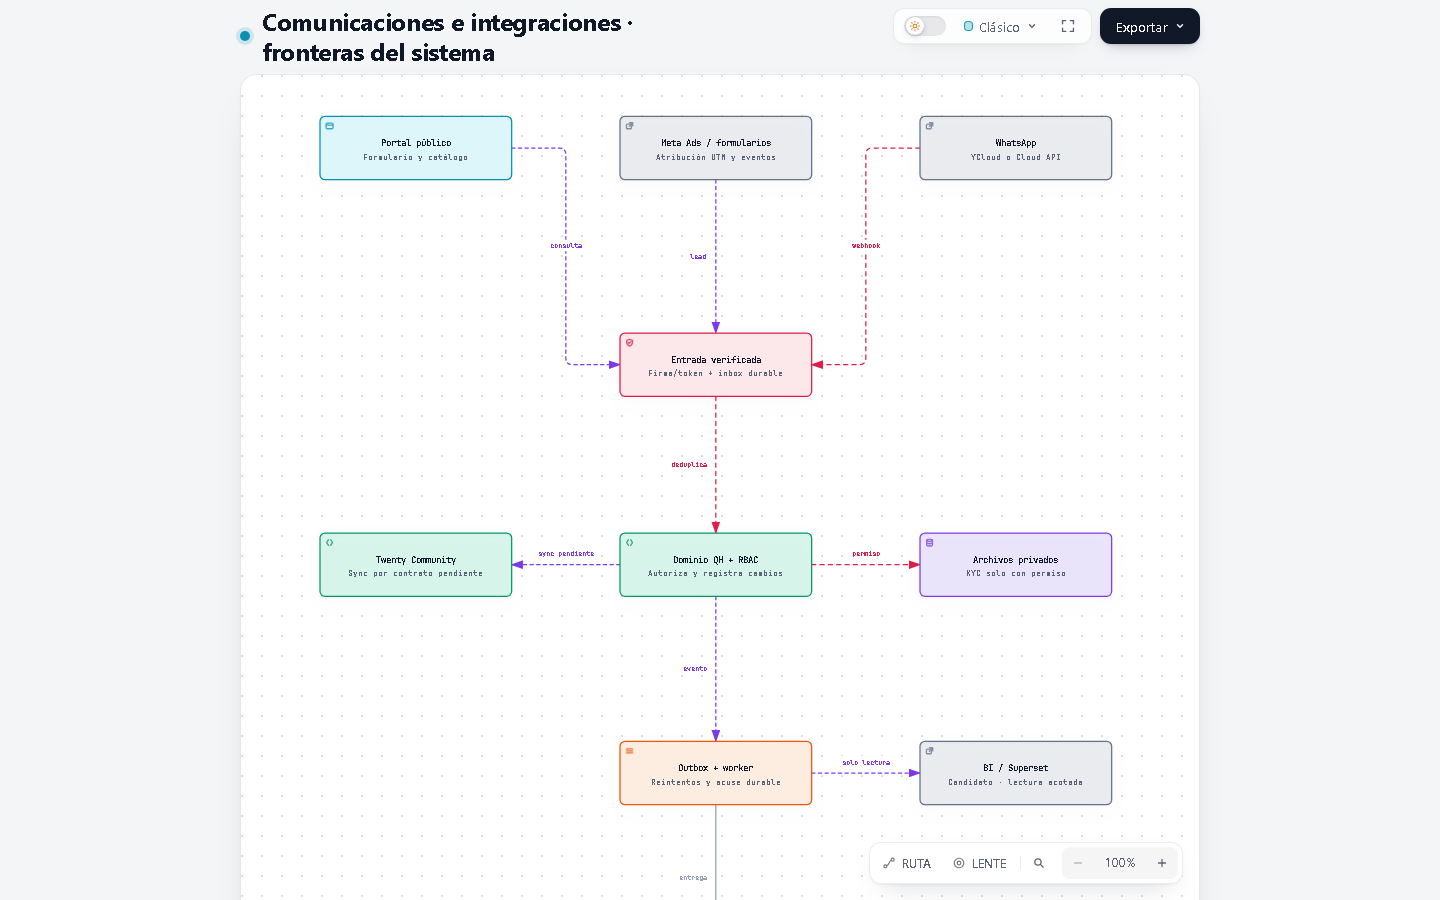 Comunicaciones e integraciones ·
fronteras del sistema
Clásico
Exportar
Portal público
Formulario y catálogo
Meta Ads / formularios
Atribución UTM y eventos
WhatsApp
YCloud o Cloud API
consulta
lead
webhook
Entrada verificada
Firma/token + inbox durable
deduplica
Twenty Community
Sync por contrato pendiente
sync pendiente
Dominio QH + RBAC
Autoriza y registra cambios
permiso
Archivos privados
KYC solo con permiso
evento
Outbox + worker
Reintentos y acuse durable
solo lectura
BI / Superset
Candidato · lectura acotada
entrega
RUTA
LENTE
100%